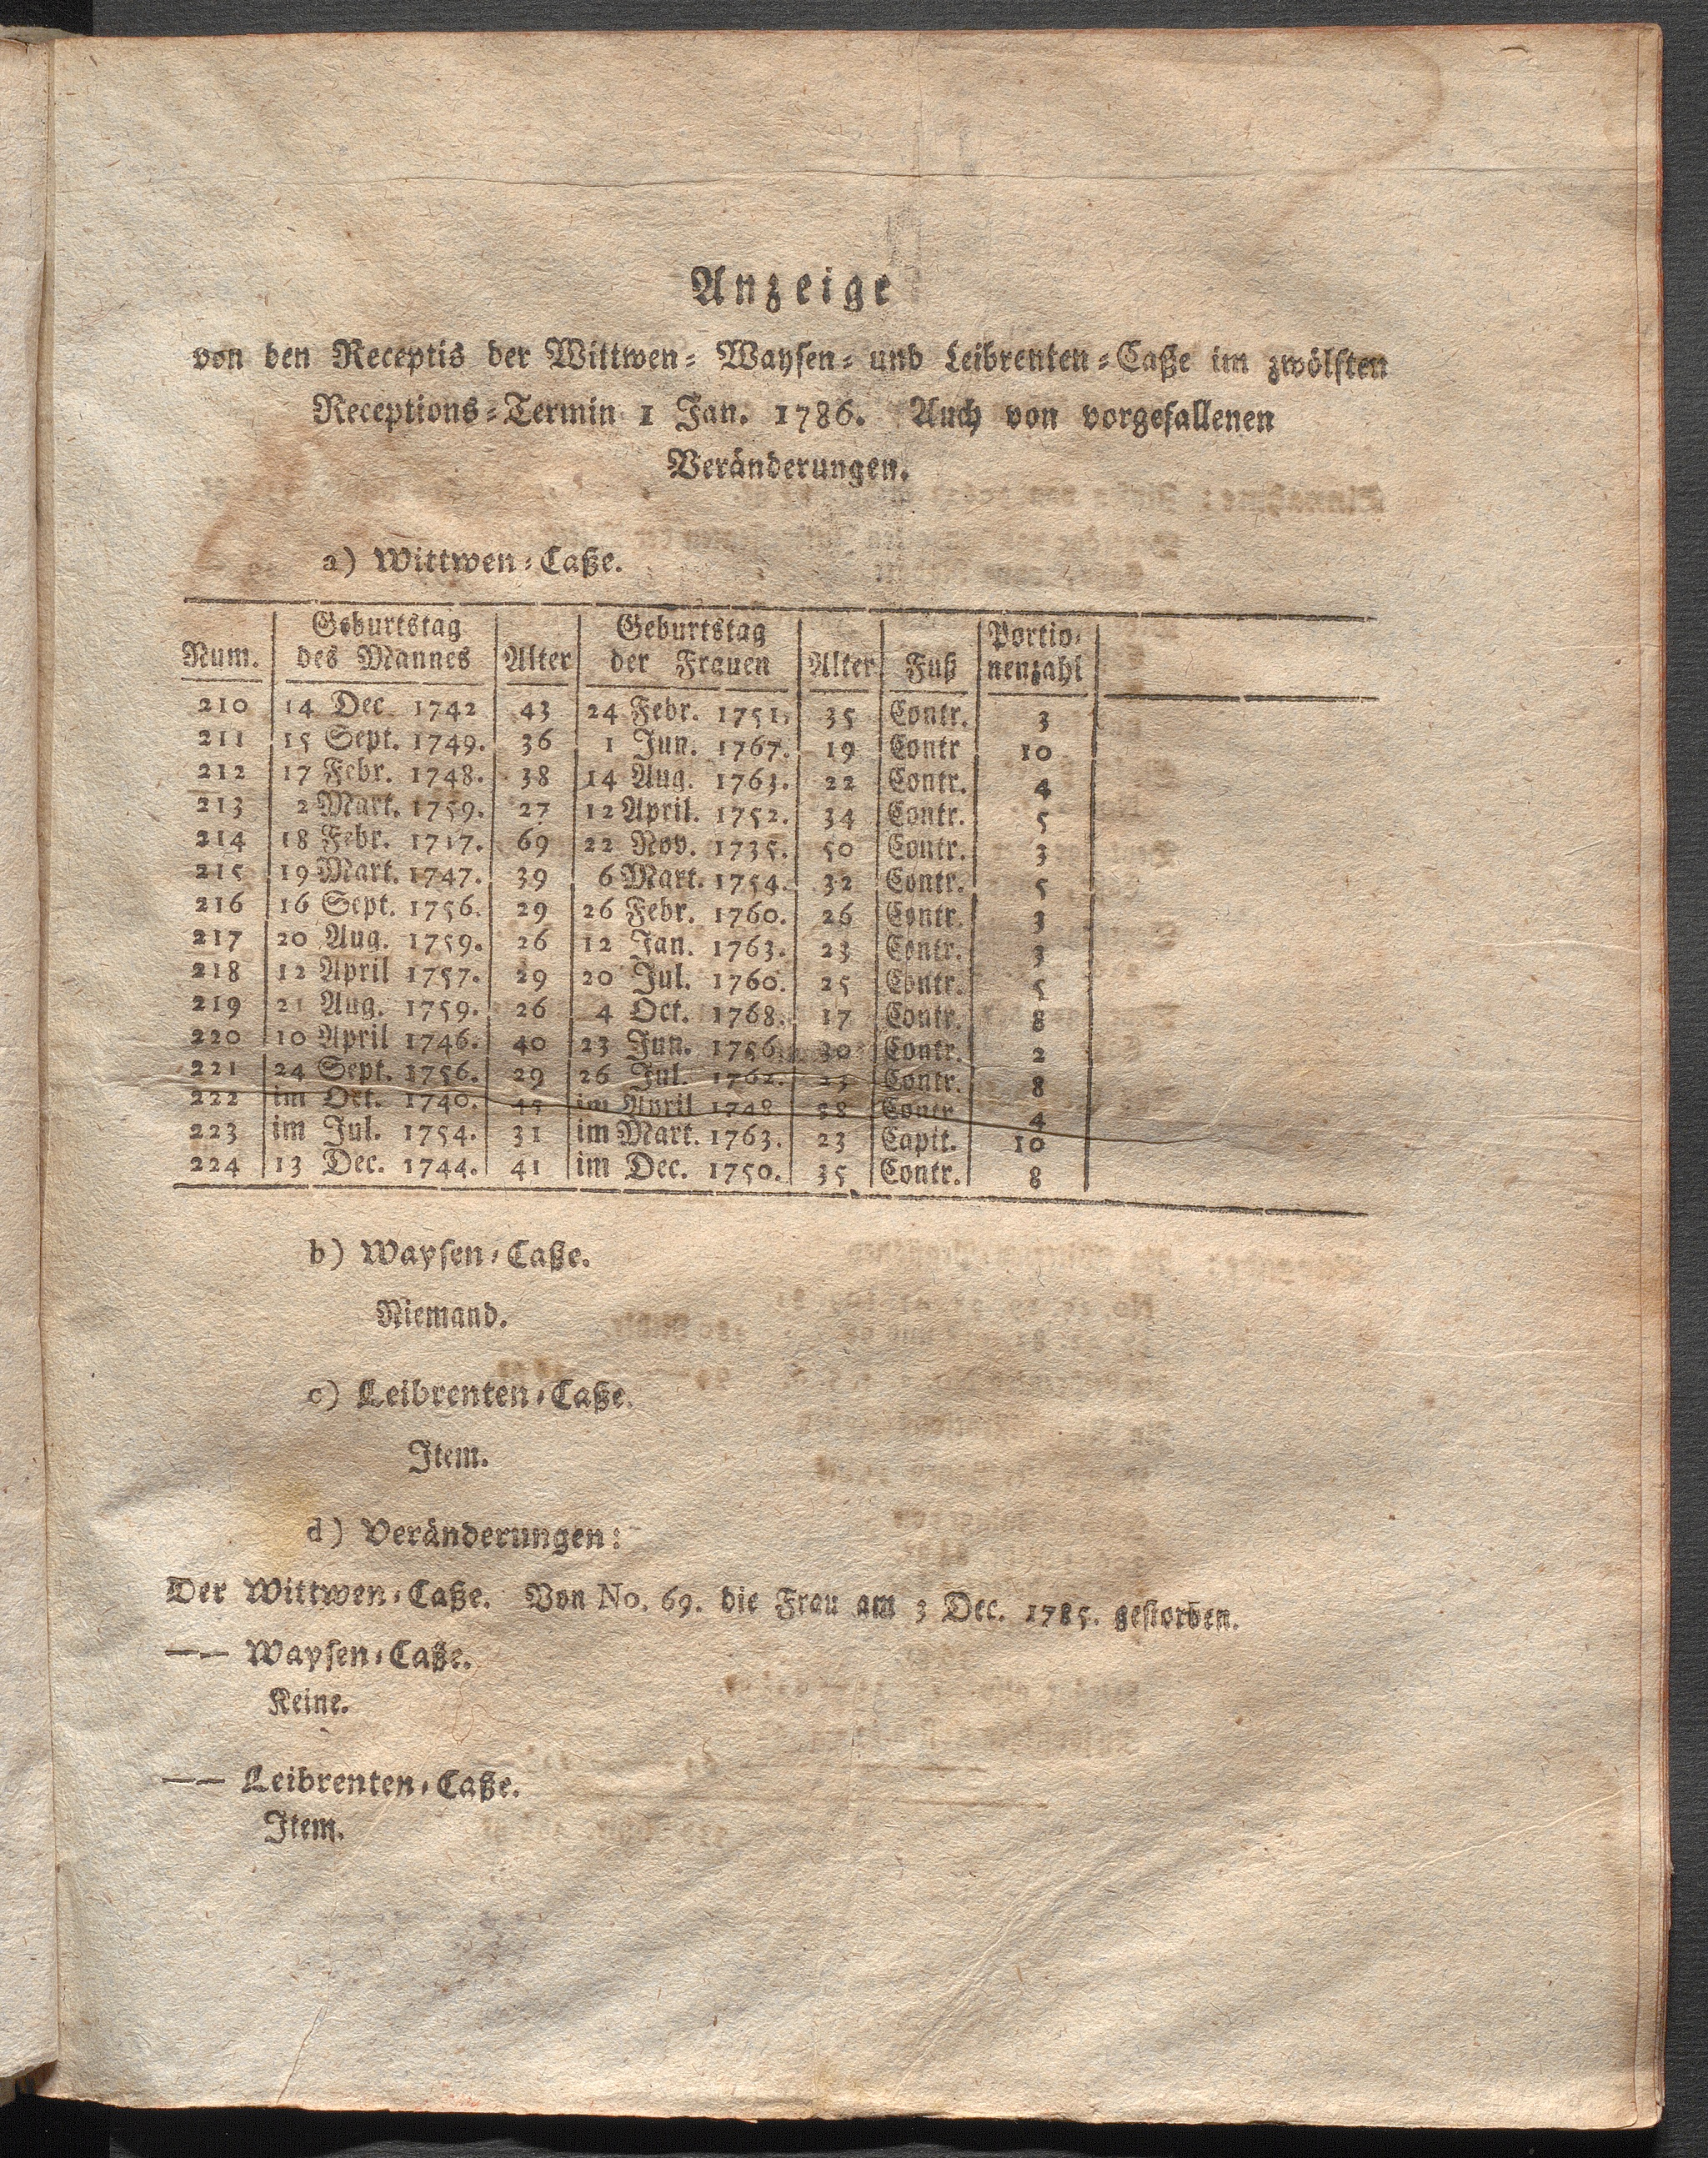 Anzeige
von den Receptis der Wittwen- Waysen- und Leibrenten-Caße im zwölften
Receptions-Termin 1 Jan. 1786. Auch von vorgefallenen
Veränderungen.
a) Wittwen-Caße.
Num. Geburtstag des Mannes Alter Geburtstag der Frauen Alter Fuß Portio-nenzahl
210 14 Dec 1742 43 24 Febr. 1751. 35 Contr. 3
211 15 Sept. 1749. 36 1 Jun. 1767. 19 Contr 10
212 17 Febr. 1748. 38 14 Aug. 1763. 22 Contr. 4
213 2 Mart. 1759. 27 12 April. 1752. 34 Contr. 5
214 18 Febr. 1717. 69 22 Nov. 1735. 50 Contr. 3
215 19 Mart. 1747. 39 6 Mart. 1754. 32 Contr. 5
216 16 Sept. 1756. 29 26 Febr. 1760. 26 Contr. 3
217 20 Aug. 1759. 26 12 Jan. 1763. 23 Contr. 3
218 12 April 1757. 29 20 Jul. 1760. 25 Contr. 5
219 21 Aug. 1759. 26 4 Oct. 1768. 17 Contr. 8
220 10 April 1746. 40 23 Jun. 1756. 30 Contr. 2
221 24 Sept. 1756. 29 26 Jul. 1762. 23 Contr. 8
222 im Oct. 1740. 45 im April 1748 38 Contr 4
223 im Jul. 1754. 31 im Mart. 1763. 23 Capit. 10
224 13 Dec. 1744. 41 im Dec. 1750. 35 Contr. 8
b) Waysen-Caße.
Niemand.
c) Leibrenten-Caße.
Item.
d) Veränderungen:
Der Wittwen-Caße. Von No. 69. die Frau am 3 Dec. 1785. gestorben.
—— Waysen-Caße.
Keine.
—— Leibrenten-Caße.
Item.